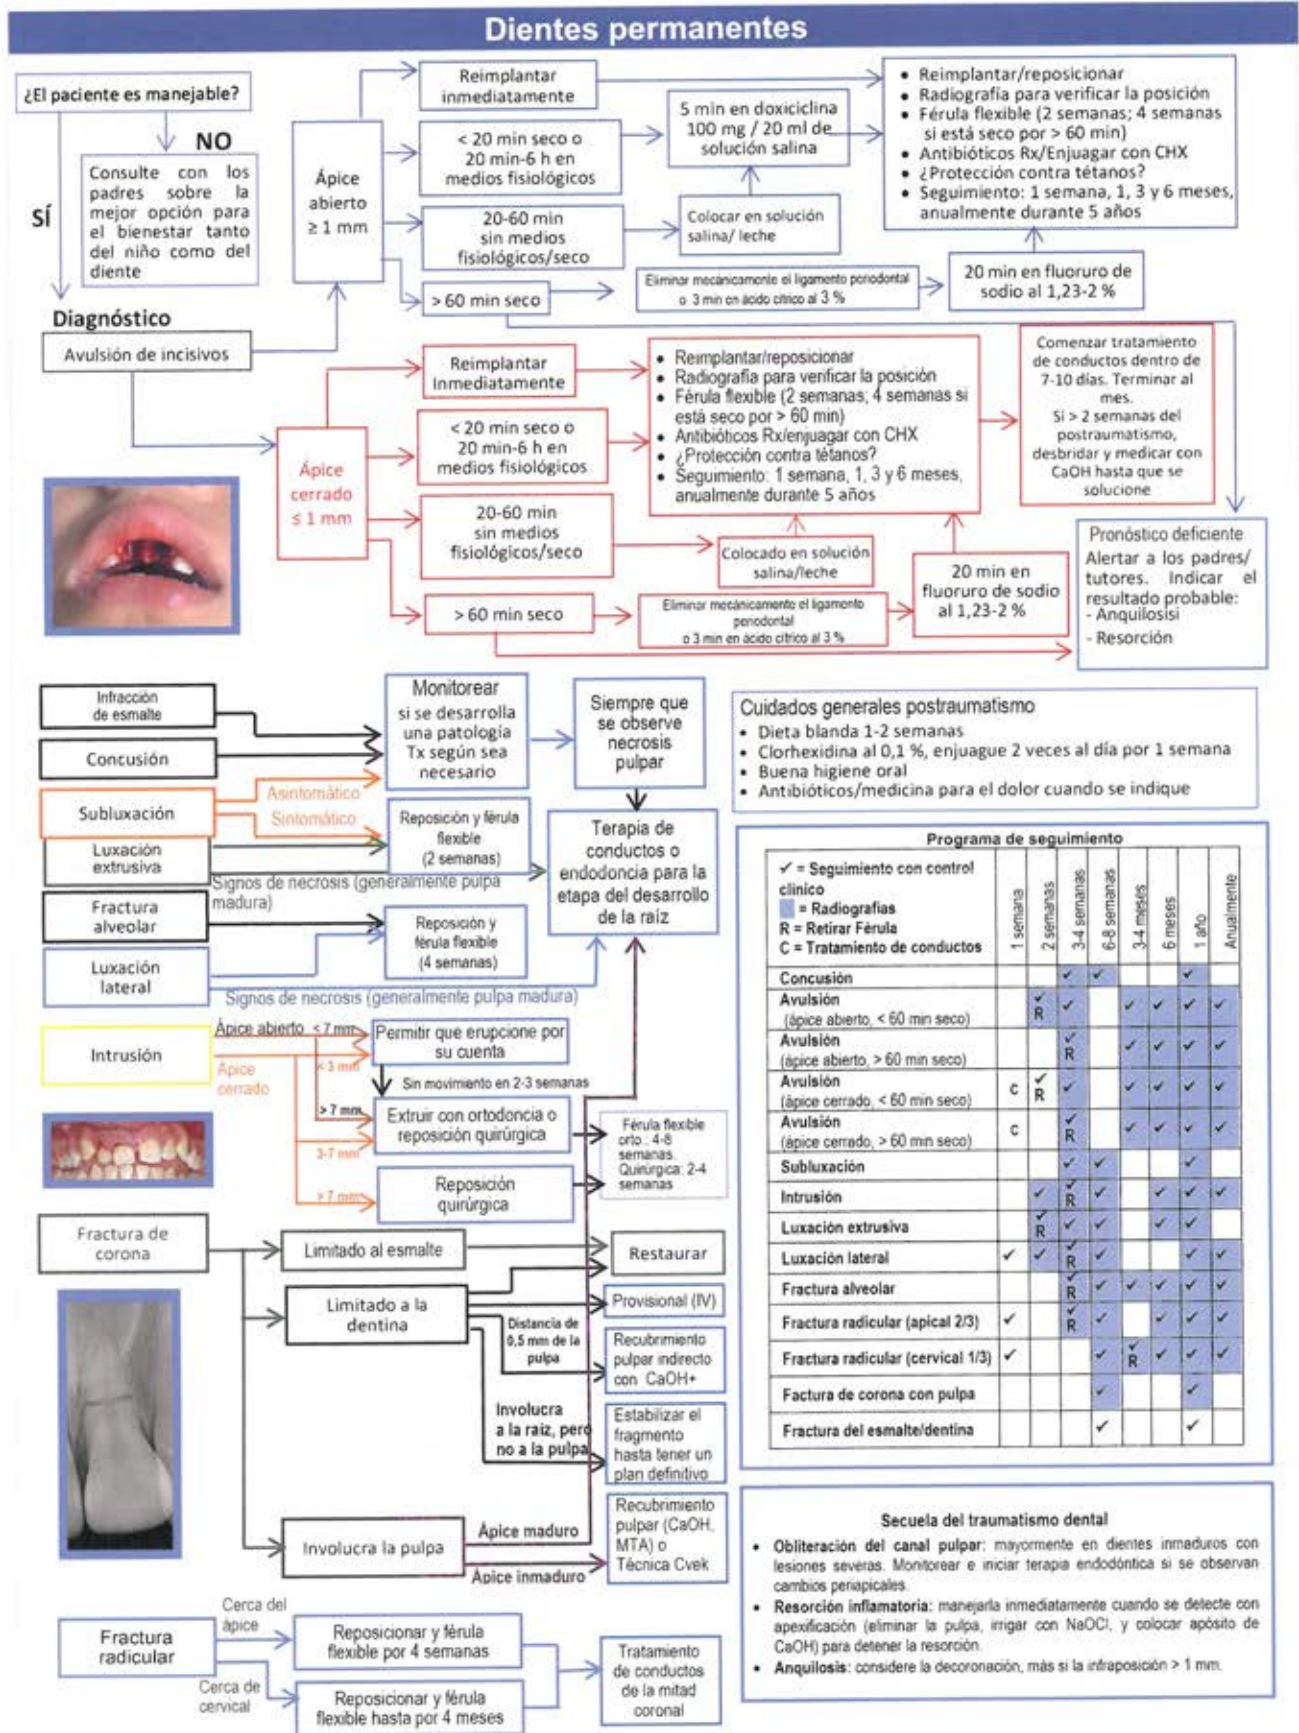 Dientes permanentes
¿El paciente es manejable?
NO
Consulte con los
padres sobre la
mejor opción para
el bienestar tanto
del niño como del
diente
SÍ
Diagnóstico
Avulsión de incisivos
Ápice
abierto
≥ 1 mm
Reimplantar
inmediatamente
< 20 min seco o
20 min-6 h en
medios fisiológicos
20-60 min
sin medios
fisiológicos/seco
> 60 min seco
5 min en doxiciclina
100 mg / 20 ml de
solución salina
Colocar en solución
salina/ leche
Eliminar mecánicamente el ligamento periodontal
o 3 min en ácido cítrico al 3 %
20 min en fluoruro de
sodio al 1,23-2 %
• Reimplantar/reposicionar
• Radiografía para verificar la posición
• Férula flexible (2 semanas; 4 semanas
si está seco por > 60 min)
• Antibióticos Rx/Enjuagar con CHX
• ¿Protección contra tétanos?
• Seguimiento: 1 semana, 1, 3 y 6 meses,
anualmente durante 5 años
Ápice
cerrado
≤ 1 mm
Reimplantar
Inmediatamente
< 20 min seco o
20 min-6 h en
medios fisiológicos
20-60 min
sin medios
fisiológicos/seco
> 60 min seco
• Reimplantar/reposicionar
• Radiografía para verificar la posición
• Férula flexible (2 semanas; 4 semanas si
está seco por > 60 min)
• Antibióticos Rx/enjuagar con CHX
• ¿Protección contra tétanos?
• Seguimiento: 1 semana, 1, 3 y 6 meses,
anualmente durante 5 años
Colocado en solución
salina/leche
Eliminar mecánicamente el ligamento
periodontal
o 3 min en ácido cítrico al 3 %
20 min en
fluoruro de sodio
al 1,23-2 %
Comenzar tratamiento
de conductos dentro de
7-10 días. Terminar al
mes.
Si > 2 semanas del
postraumatismo,
desbridar y medicar con
CaOH hasta que se
solucione
Pronóstico deficiente
Alertar a los padres/
tutores. Indicar el
resultado probable:
- Anquilosisi
- Resorción
Infracción
de esmalte
Concusión
Subluxación
Asintomático
Sintomático
Luxación
extrusiva
Signos de necrosis (generalmente pulpa
madura)
Fractura
alveolar
Luxación
lateral
Signos de necrosis (generalmente pulpa madura)
Monitorear
si se desarrolla
una patología
Tx según sea
necesario
Reposición y férula
flexible
(2 semanas)
Reposición y
férula flexible
(4 semanas)
Siempre que
se observe
necrosis
pulpar
Terapia de
conductos o
endodoncia para la
etapa del desarrollo
de la raíz
Cuidados generales postraumatismo
• Dieta blanda 1-2 semanas
• Clorhexidina al 0,1 %, enjuague 2 veces al día por 1 semana
• Buena higiene oral
• Antibióticos/medicina para el dolor cuando se indique
Intrusión
Ápice abierto < 7 mm
Ápice
cerrado
< 3 mm
> 7 mm
3-7 mm
> 7 mm
Permitir que erupcione por
su cuenta
Sin movimiento en 2-3 semanas
Extruir con ortodoncia o
reposición quirúrgica
Reposición
quirúrgica
Férula flexible
orto : 4-8
semanas.
Quirúrgica: 2-4
semanas
Fractura de
corona
Limitado al esmalte
Restaurar
Limitado a la
dentina
Provisional (IV)
Distancia de
0,5 mm de la
pulpa
Recubrimiento
pulpar indirecto
con CaOH+
Involucra
a la raíz, pero
no a la pulpa
Estabilizar el
fragmento
hasta tener un
plan definitivo
Involucra la pulpa
Ápice maduro
Ápice inmaduro
Recubrimiento
pulpar (CaOH,
MTA) o
Técnica Cvek
Fractura
radicular
Cerca del
ápice
Cerca de
cervical
Reposicionar y férula
flexible por 4 semanas
Reposicionar y férula
flexible hasta por 4 meses
Tratamiento
de conductos
de la mitad
coronal
Programa de seguimiento
✓ = Seguimiento con control
clínico
= Radiografias
R = Retirar Férula
C = Tratamiento de conductos
1 semana
2 semanas
3-4 semanas
6-8 semanas
3-4 meses
6 meses
1 año
Anualmente
Concusión ✓ ✓ ✓
Avulsión
(ápice abierto, < 60 min seco) ✓ R ✓ ✓ ✓ ✓ ✓
Avulsión
(ápice abierto, > 60 min seco) ✓ R ✓ ✓ ✓ ✓
Avulsión
(ápice cerrado, < 60 min seco) C ✓ R ✓ ✓ ✓ ✓ ✓
Avulsión
(ápice cerrado, > 60 min seco) C ✓ R ✓ ✓ ✓ ✓
Subluxación ✓ ✓ ✓
Intrusión ✓ ✓ R ✓ ✓ ✓ ✓
Luxación extrusiva ✓ R ✓ ✓ ✓ ✓
Luxación lateral ✓ ✓ ✓ R ✓ ✓ ✓
Fractura alveolar ✓ R ✓ ✓ ✓ ✓ ✓
Fractura radicular (apical 2/3) ✓ ✓ R ✓ ✓ ✓ ✓
Fractura radicular (cervical 1/3) ✓ ✓ ✓ R ✓ ✓ ✓
Factura de corona con pulpa ✓ ✓
Fractura del esmalte/dentina ✓ ✓
Secuela del traumatismo dental
• Obliteración del canal pulpar: mayormente en dientes inmaduros con
lesiones severas. Monitorear e iniciar terapia endodóntica si se observan
cambios periapicales.
• Resorción inflamatoria: manejarla inmediatamente cuando se detecte con
apexificación (eliminar la pulpa, irrigar con NaOCl, y colocar apósito de
CaOH) para detener la resorción.
• Anquilosis: considere la decoronación, más si la infraposición > 1 mm.